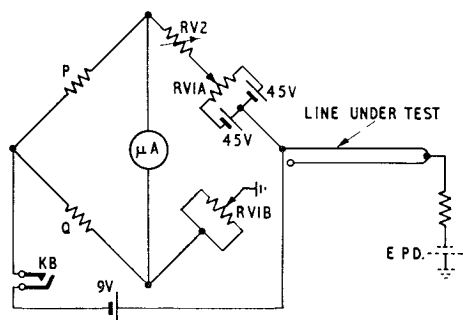 RV2
P
RV1A
45V
45V
LINE UNDER TEST
μA
RV1B
Q
E P.D.
KB
9V